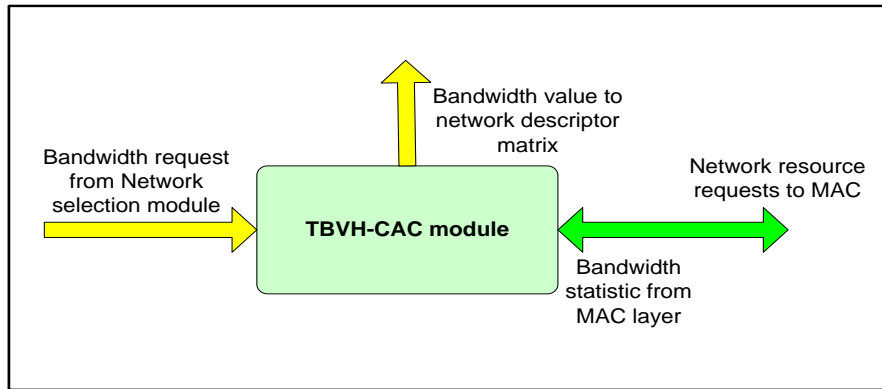 Bandwidth value to
network descriptor
matrix
Bandwidth request
from Network
selection module
TBVH-CAC module
Network resource
requests to MAC
Bandwidth
statistic from
MAC layer